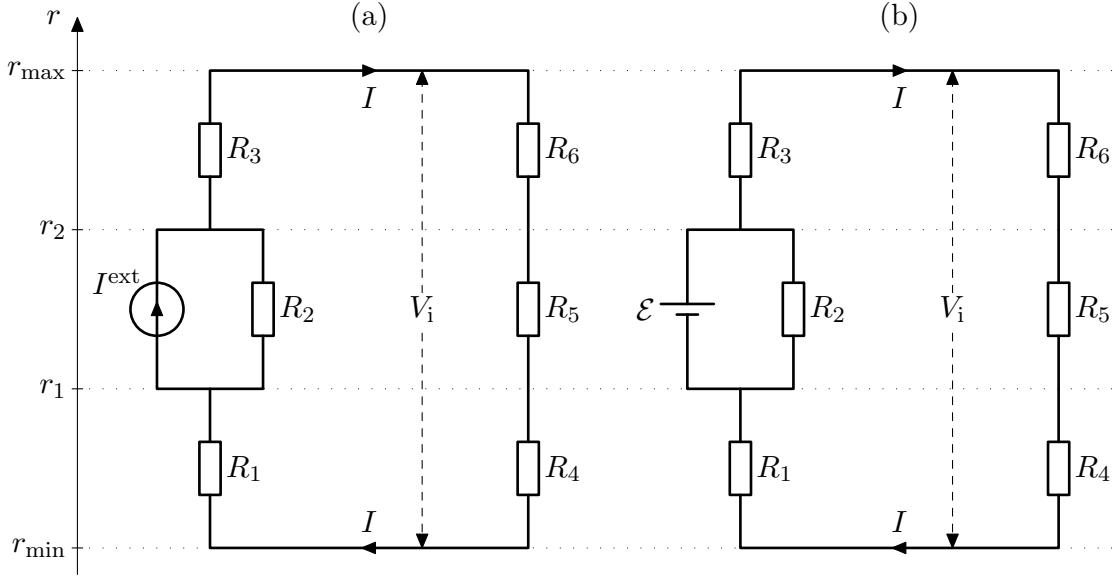 r (a) (b)
r_max
I I
R_3 R_6 R_3 R_6
r_2
I^ext R_2 V_i R_5 ℰ R_2 V_i R_5
r_1
R_1 R_4 R_1 R_4
I I
r_min